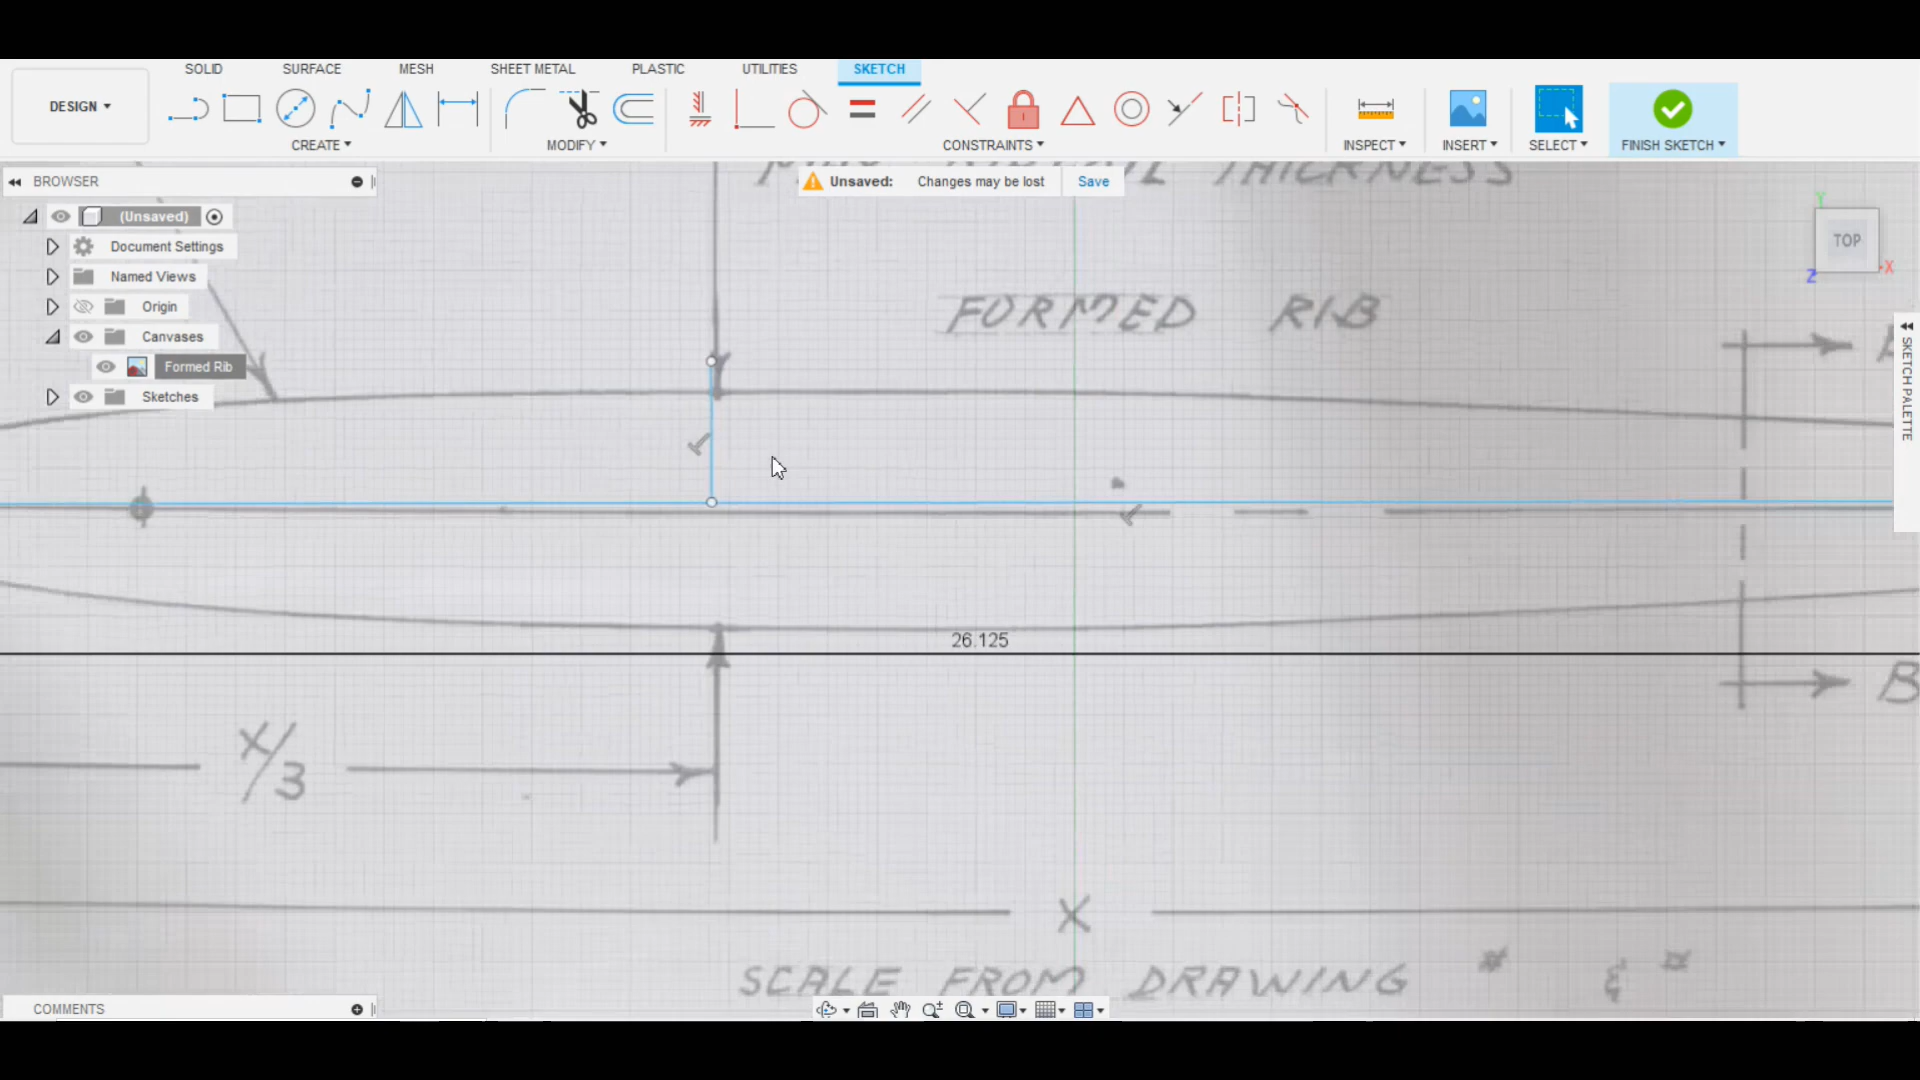 SOLID SURFACE MESH SHEET METAL PLASTIC UTILITIES SKETCH
DESIGN
CREATE MODIFY CONSTRAINTS INSPECT INSERT SELECT FINISH SKETCH
BROWSER
Unsaved: Changes may be lost Save
THICKNESS
(Unsaved)
Document Settings
Named Views
Origin
Canvases
Formed Rib
Sketches
Y
TOP
X
Z
SKETCH PALETTE
FORMED RIB
26.125
B
X/3
X
SCALE FROM DRAWING # & #
COMMENTS